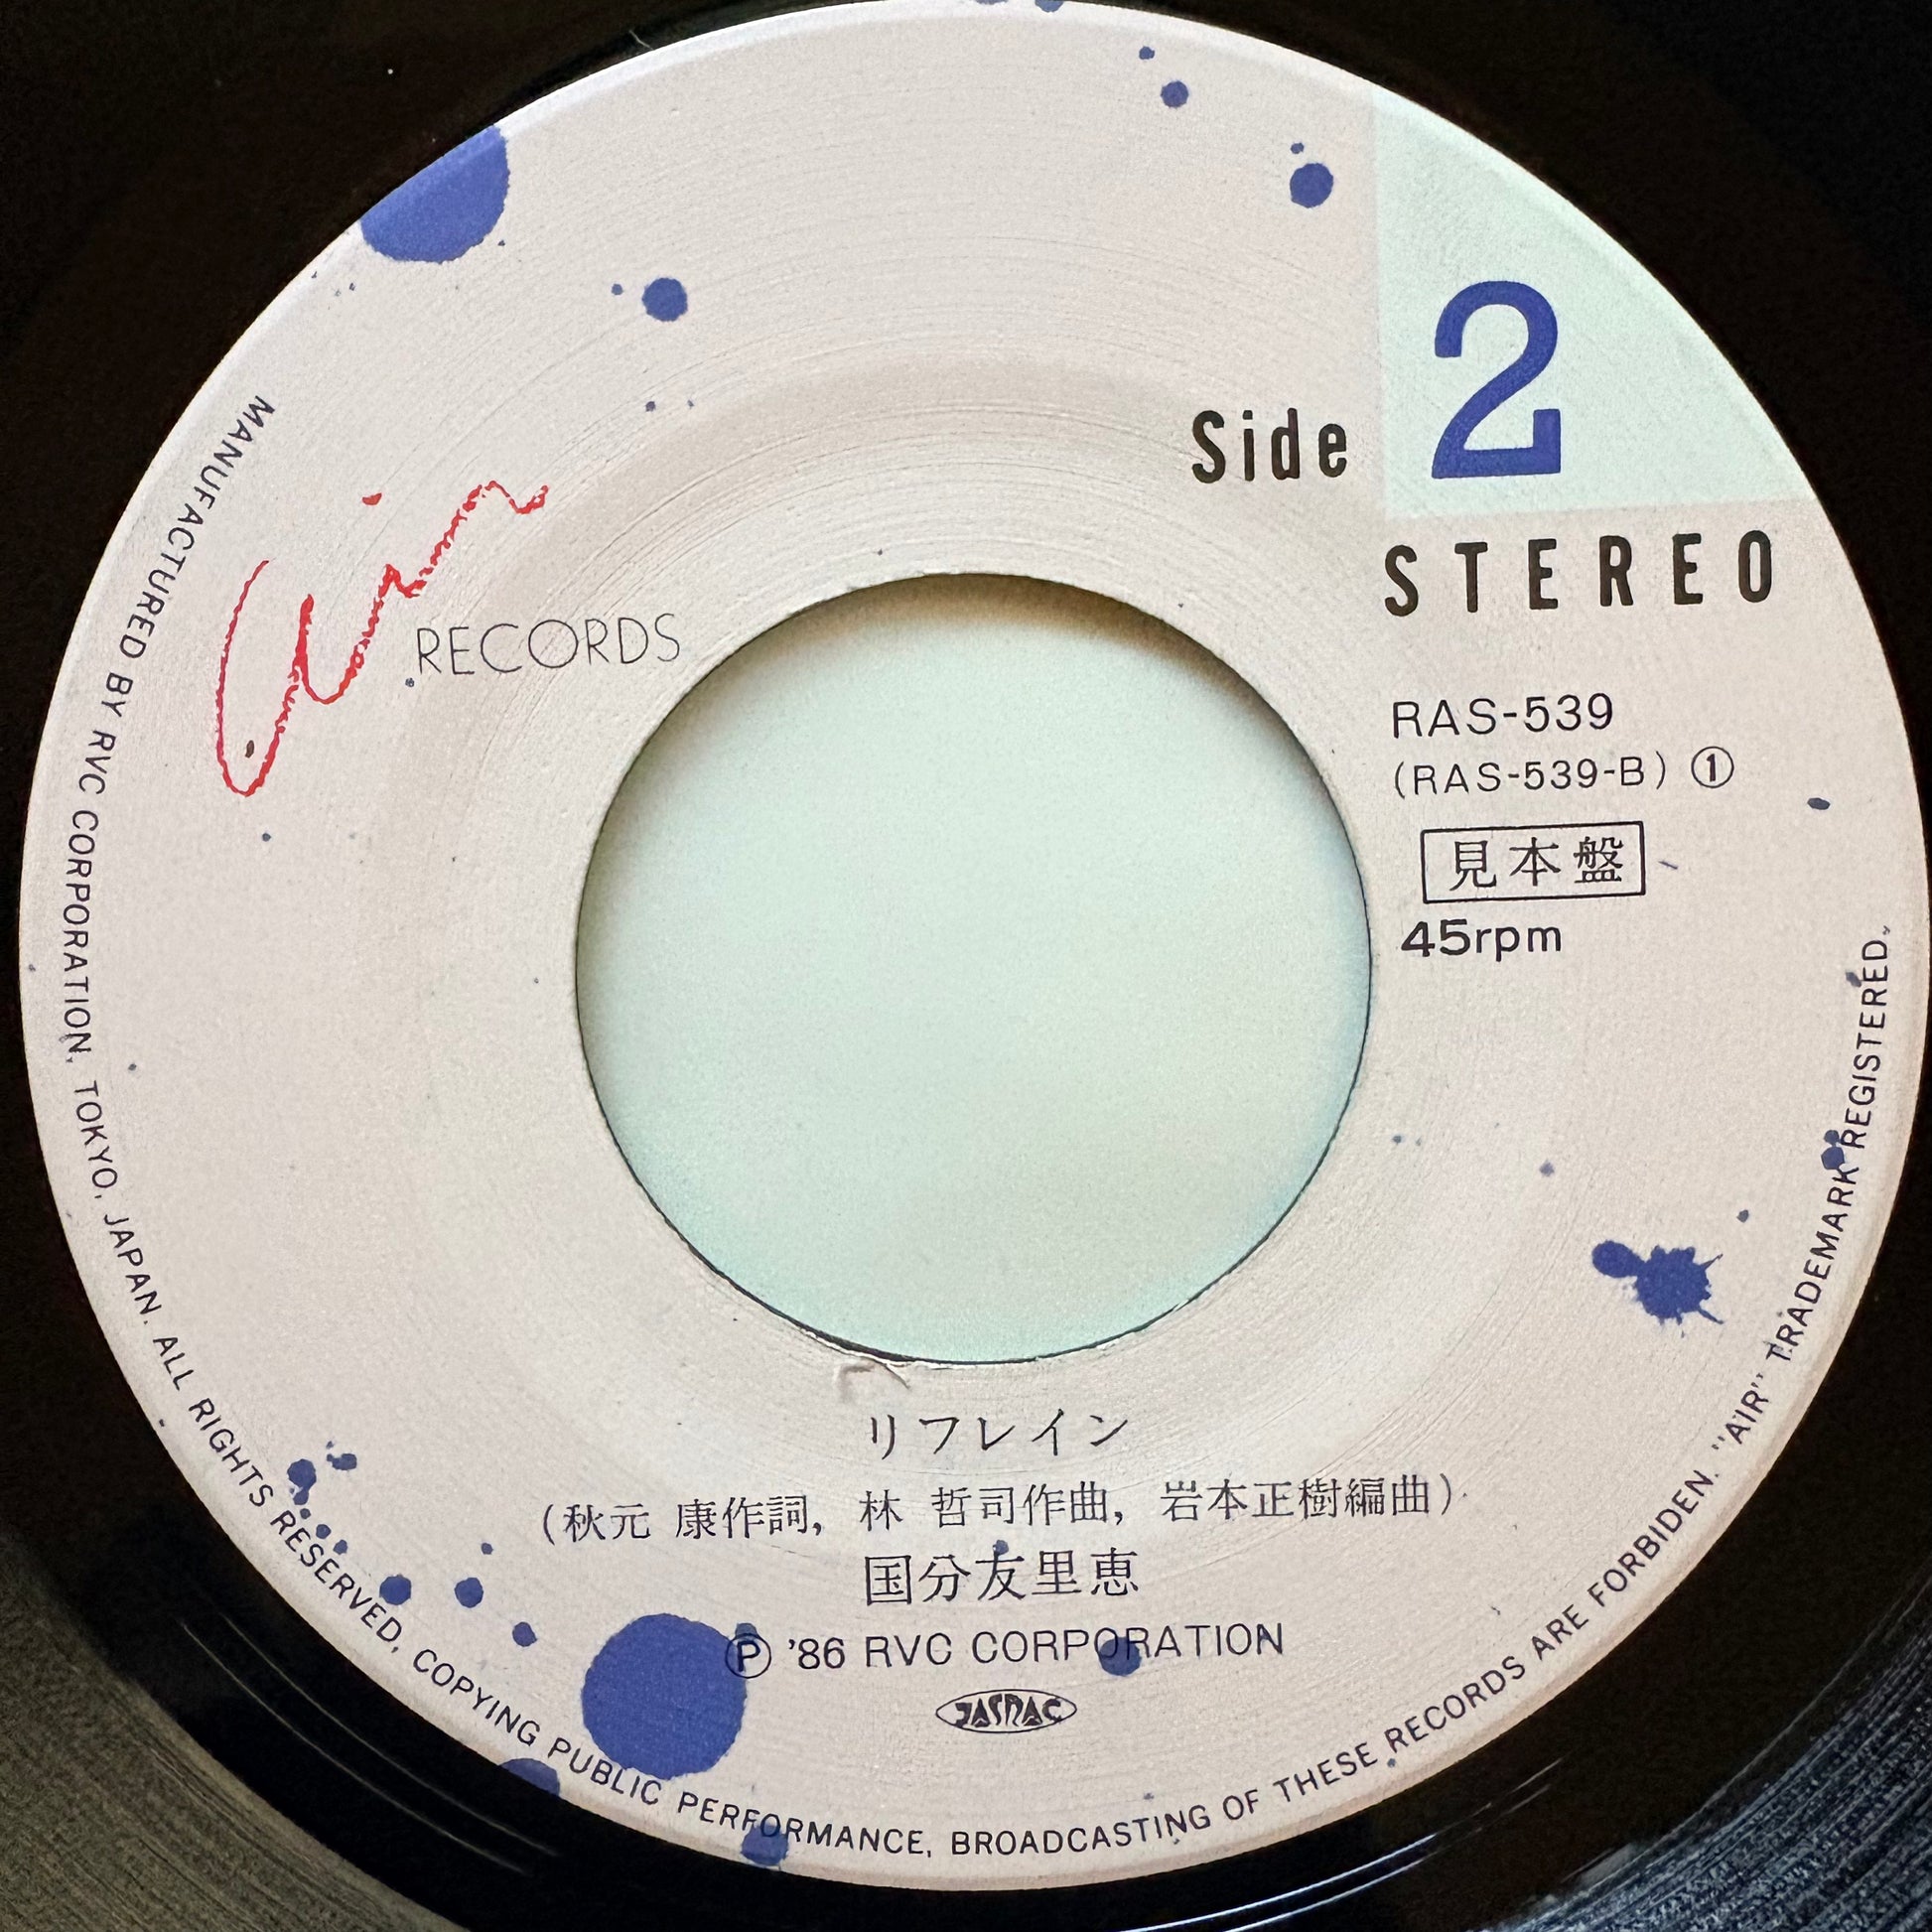 Side 2
STEREO
Air
RECORDS
RAS-539
(RAS-539-B) ①
見本盤
45rpm
リフレイン
(秋元 康作詞, 林 哲司作曲, 岩本正樹編曲)
国分友里恵
Ⓟ '86 RVC CORPORATION
JASRAC
MANUFACTURED BY RVC CORPORATION, TOKYO, JAPAN. ALL RIGHTS RESERVED, COPYING PUBLIC PERFORMANCE, BROADCASTING OF THESE RECORDS ARE FORBIDEN. "AIR" TRADEMARK REGISTERED.